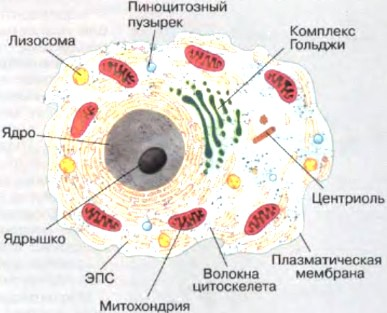 Пиноцитозный
пузырек
Лизосома
Комплекс
Гольджи
Ядро
Центриоль
Ядрышко
Плазматическая
мембрана
ЭПС
Волокна
цитоскелета
Митохондрия